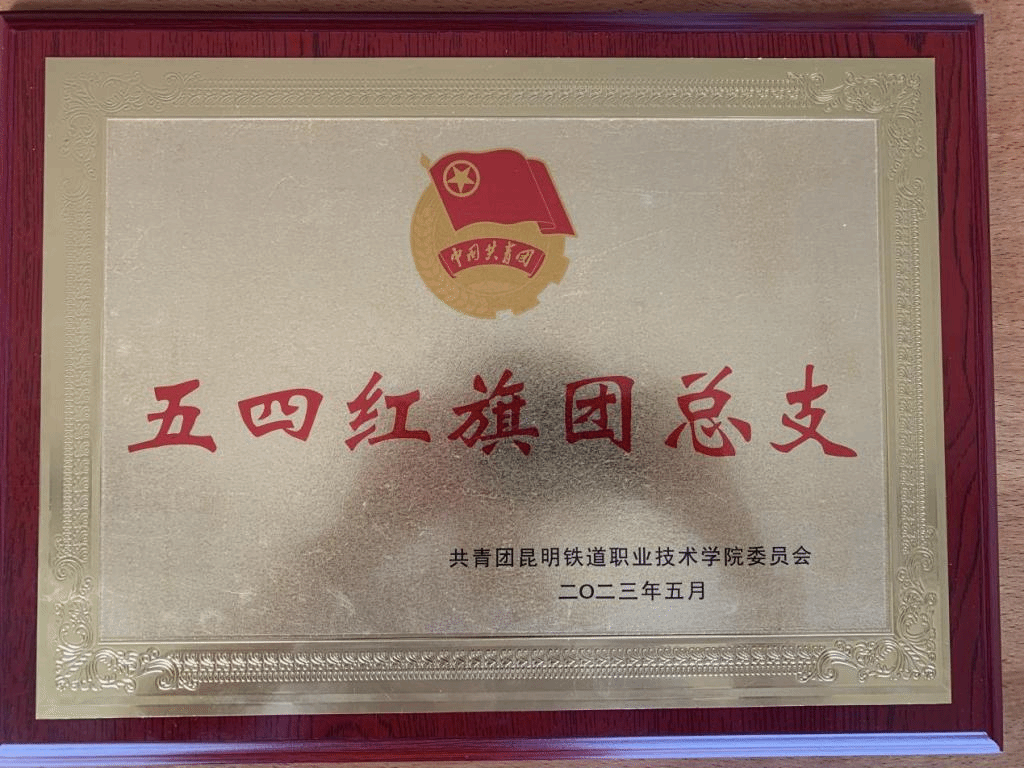 中国共青团
五四红旗团总支
共青团昆明铁道职业技术学院委员会
二O二三年五月